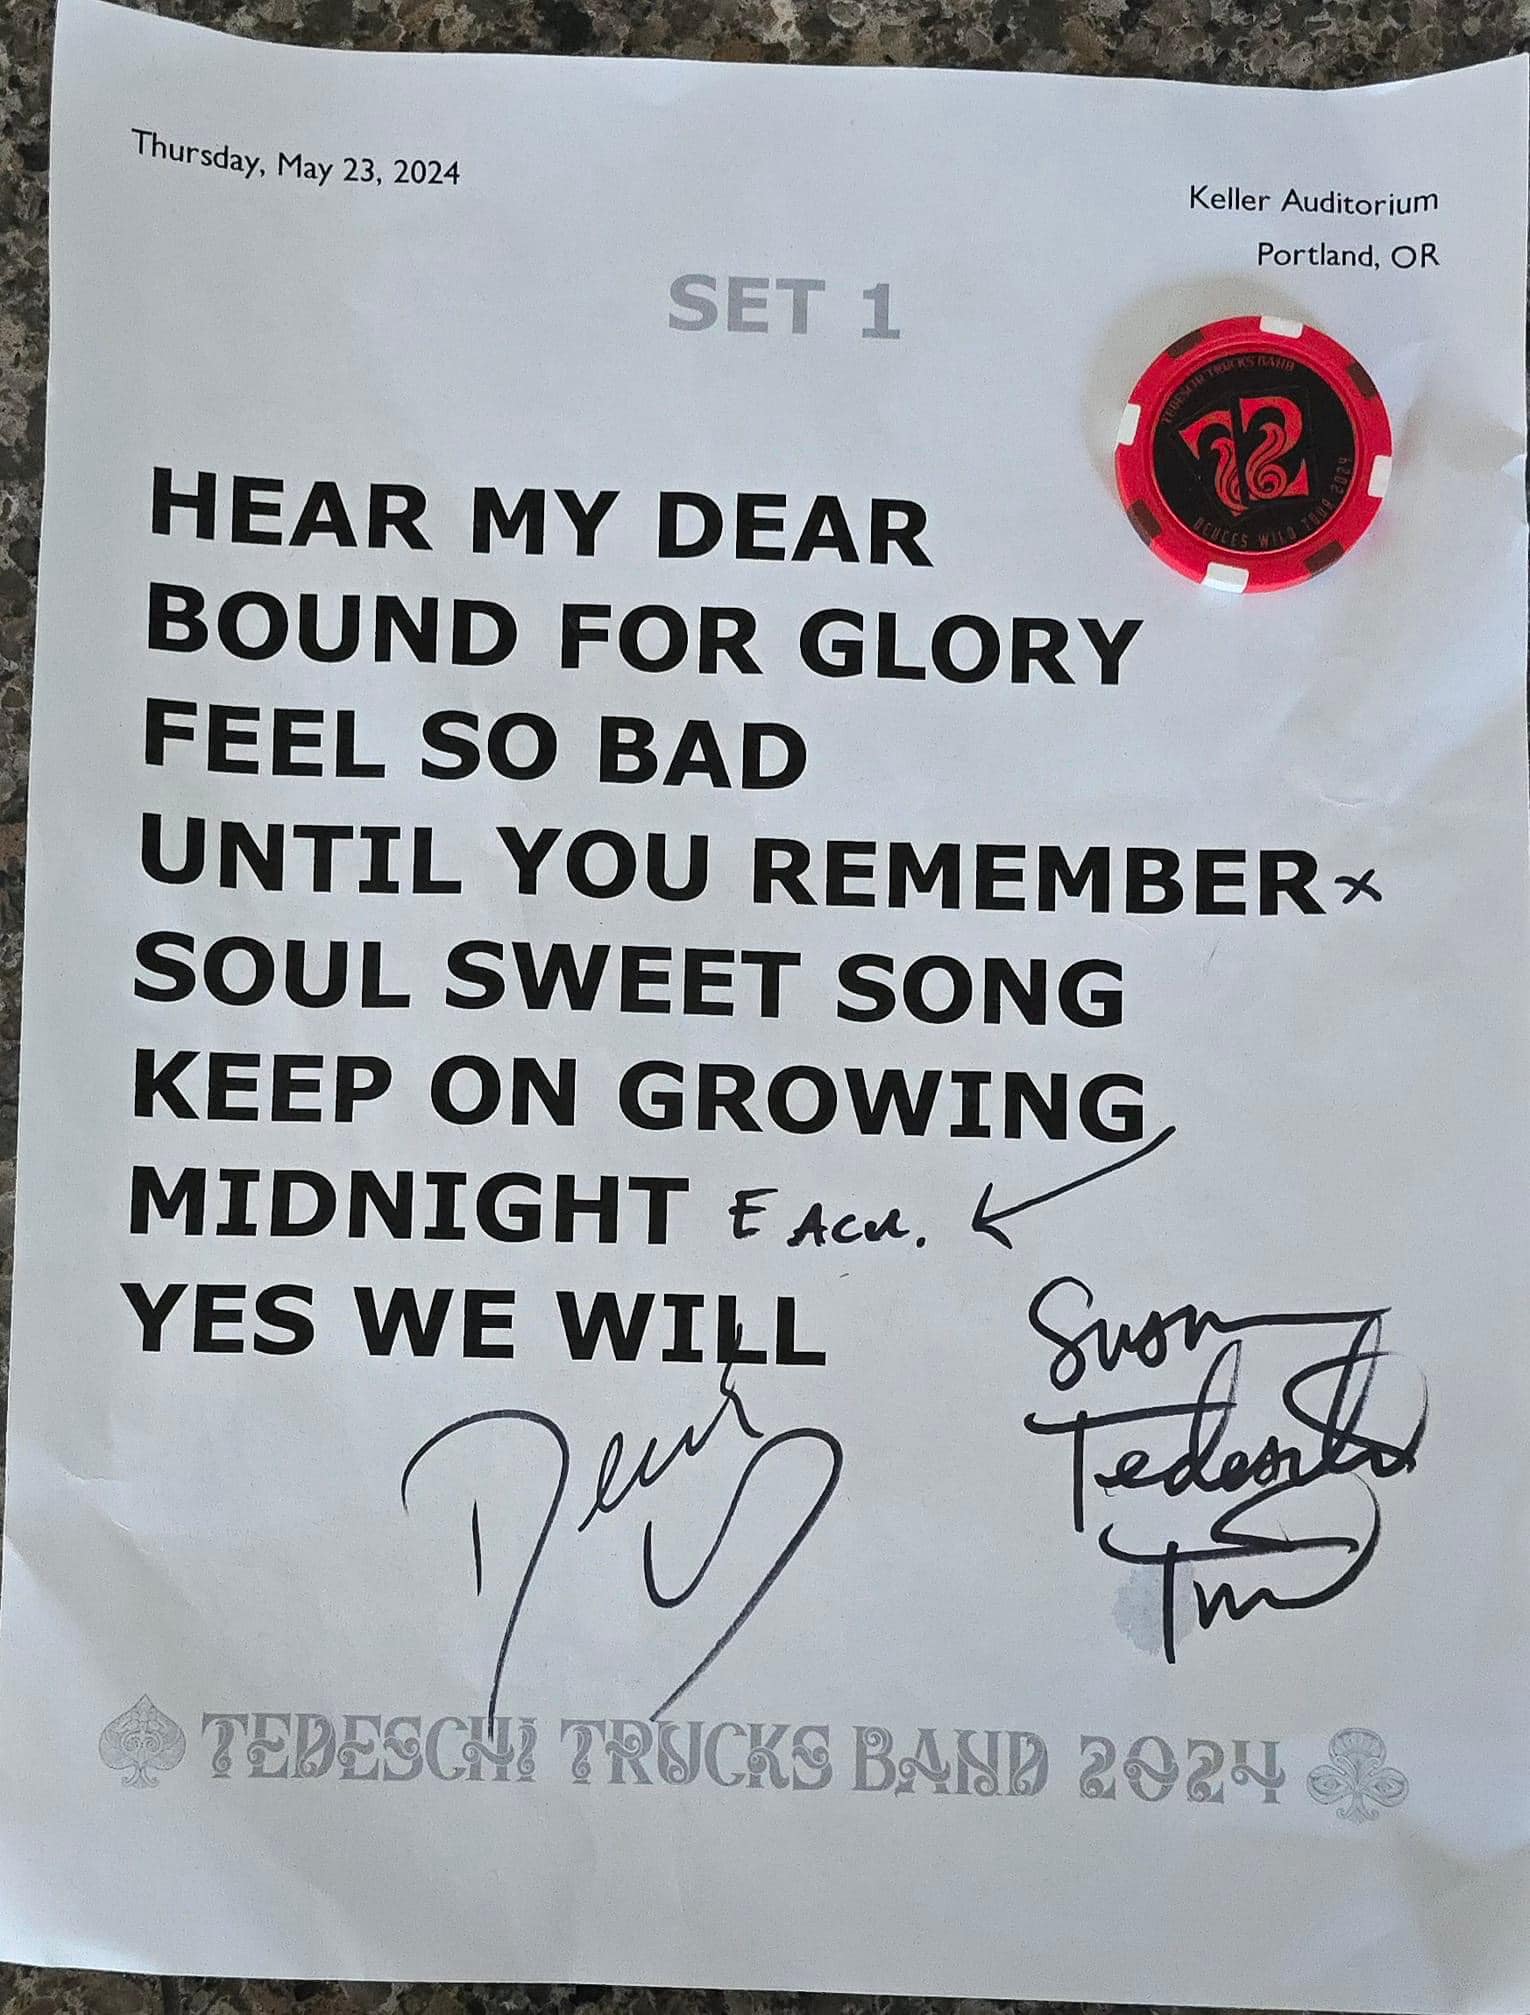 Thursday, May 23, 2024
Keller Auditorium
Portland, OR
SET 1
TEDESCHI TRUCKS BAND
DEUCES WILD TOUR 2024
HEAR MY DEAR
BOUND FOR GLORY
FEEL SO BAD
UNTIL YOU REMEMBER x
SOUL SWEET SONG
KEEP ON GROWING
MIDNIGHT E
YES WE WILL
Susan
Tedeschi
Derek
TEDESCHI TRUCKS BAND 2024